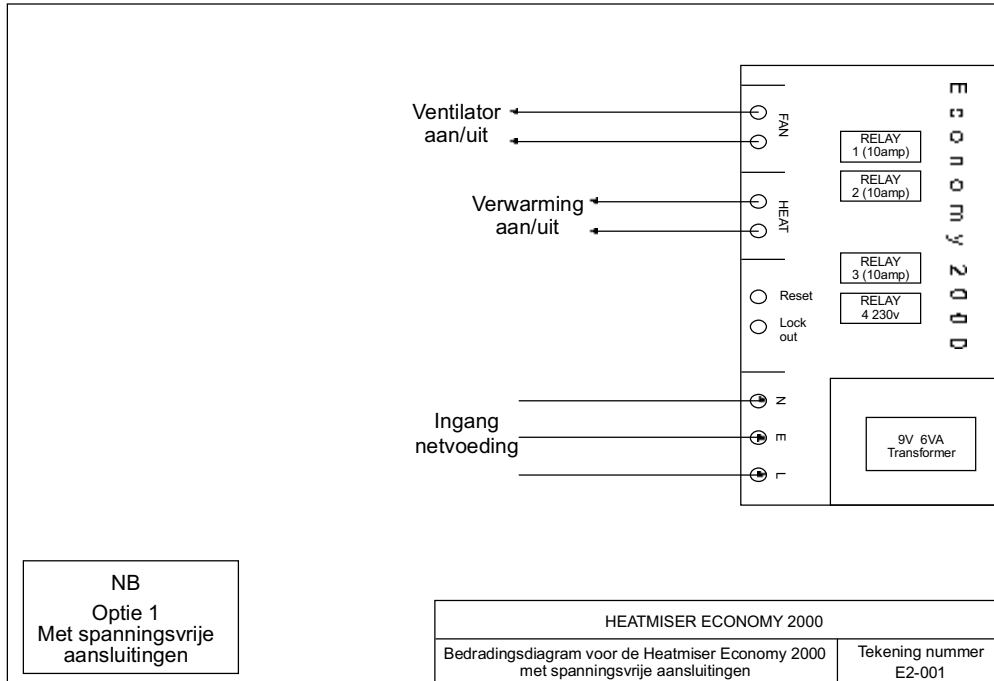 Ventilator
aan/uit
FAN
RELAY
1 (10amp)
RELAY
2 (10amp)
Verwarming
aan/uit
HEAT
RELAY
3 (10amp)
RELAY
4 230v
Reset
Lock
out
Economy 2000
Ingang
netvoeding
N
E
L
9V 6VA
Transformer
NB
Optie 1
Met spanningsvrije
aansluitingen
HEATMISER ECONOMY 2000
Bedradingsdiagram voor de Heatmiser Economy 2000
met spanningsvrije aansluitingen
Tekening nummer
E2-001